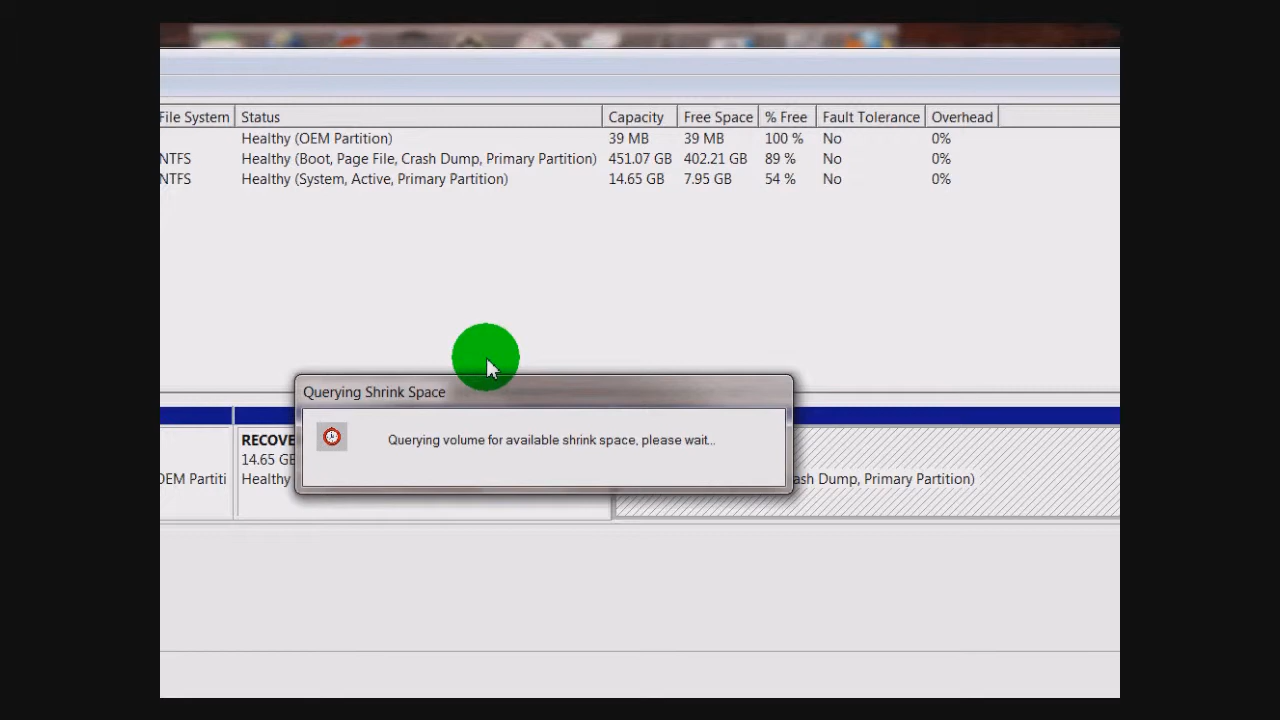 File System Status Capacity Free Space % Free Fault Tolerance Overhead
Healthy (OEM Partition) 39 MB 39 MB 100 % No 0%
NTFS Healthy (Boot, Page File, Crash Dump, Primary Partition) 451.07 GB 402.21 GB 89 % No 0%
NTFS Healthy (System, Active, Primary Partition) 14.65 GB 7.95 GB 54 % No 0%
Querying Shrink Space
Querying volume for available shrink space, please wait...
RECOVE
14.65 GB
OEM Partiti Healthy ash Dump, Primary Partition)